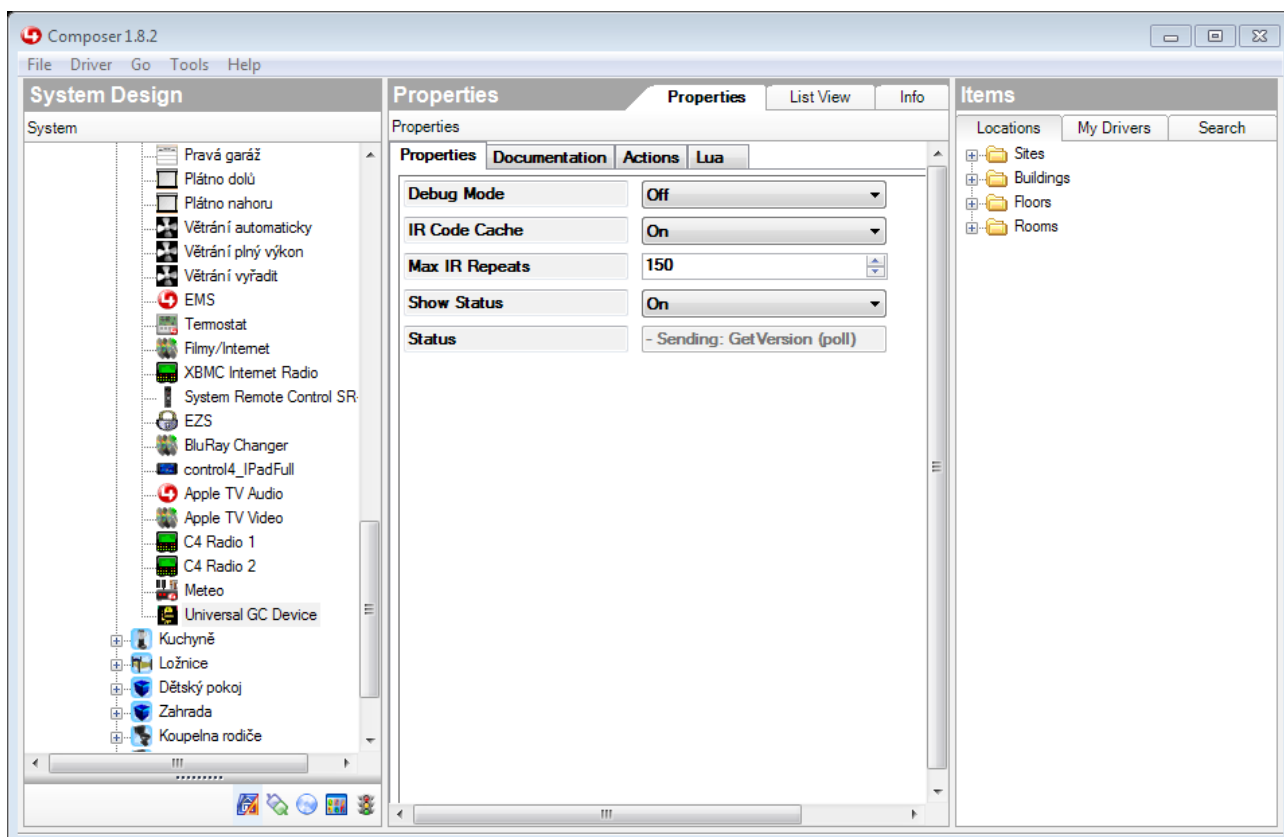 Composer 1.8.2
File Driver Go Tools Help
System Design
System
Pravá garáž
Plátno dolů
Plátno nahoru
Větrání automaticky
Větrání plný výkon
Větrání vyřadit
EMS
Termostat
Filmy/Internet
XBMC Internet Radio
System Remote Control SR-
EZS
BluRay Changer
control4_IPadFull
Apple TV Audio
Apple TV Video
C4 Radio 1
C4 Radio 2
Meteo
Universal GC Device
Kuchyně
Ložnice
Dětský pokoj
Zahrada
Koupelna rodiče
Properties
Properties List View Info
Properties
Properties Documentation Actions Lua
Debug Mode Off
IR Code Cache On
Max IR Repeats 150
Show Status On
Status - Sending: GetVersion (poll)
Items
Locations My Drivers Search
Sites
Buildings
Floors
Rooms